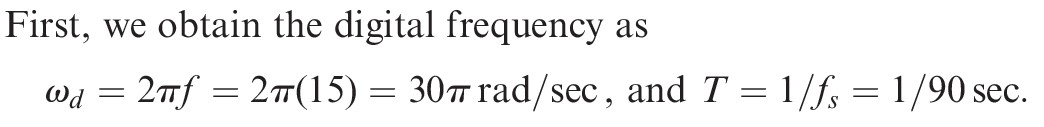 First, we obtain the digital frequency as
ω_d = 2πf = 2π(15) = 30π rad/sec, and T = 1/f_s = 1/90 sec.